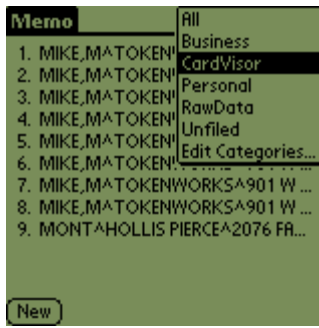 Memo
All
Business
CardVisor
Personal
RawData
Unfiled
Edit Categories...
1. MIKE,M^TOKEN
2. MIKE,M^TOKEN
3. MIKE,M^TOKEN
4. MIKE,M^TOKEN
5. MIKE,M^TOKEN
6. MIKE,M^TOKENWORKS^901 W ...
7. MIKE,M^TOKENWORKS^901 W ...
8. MIKE,M^TOKENWORKS^901 W ...
9. MONT^HOLLIS PIERCE^2076 FA...
New